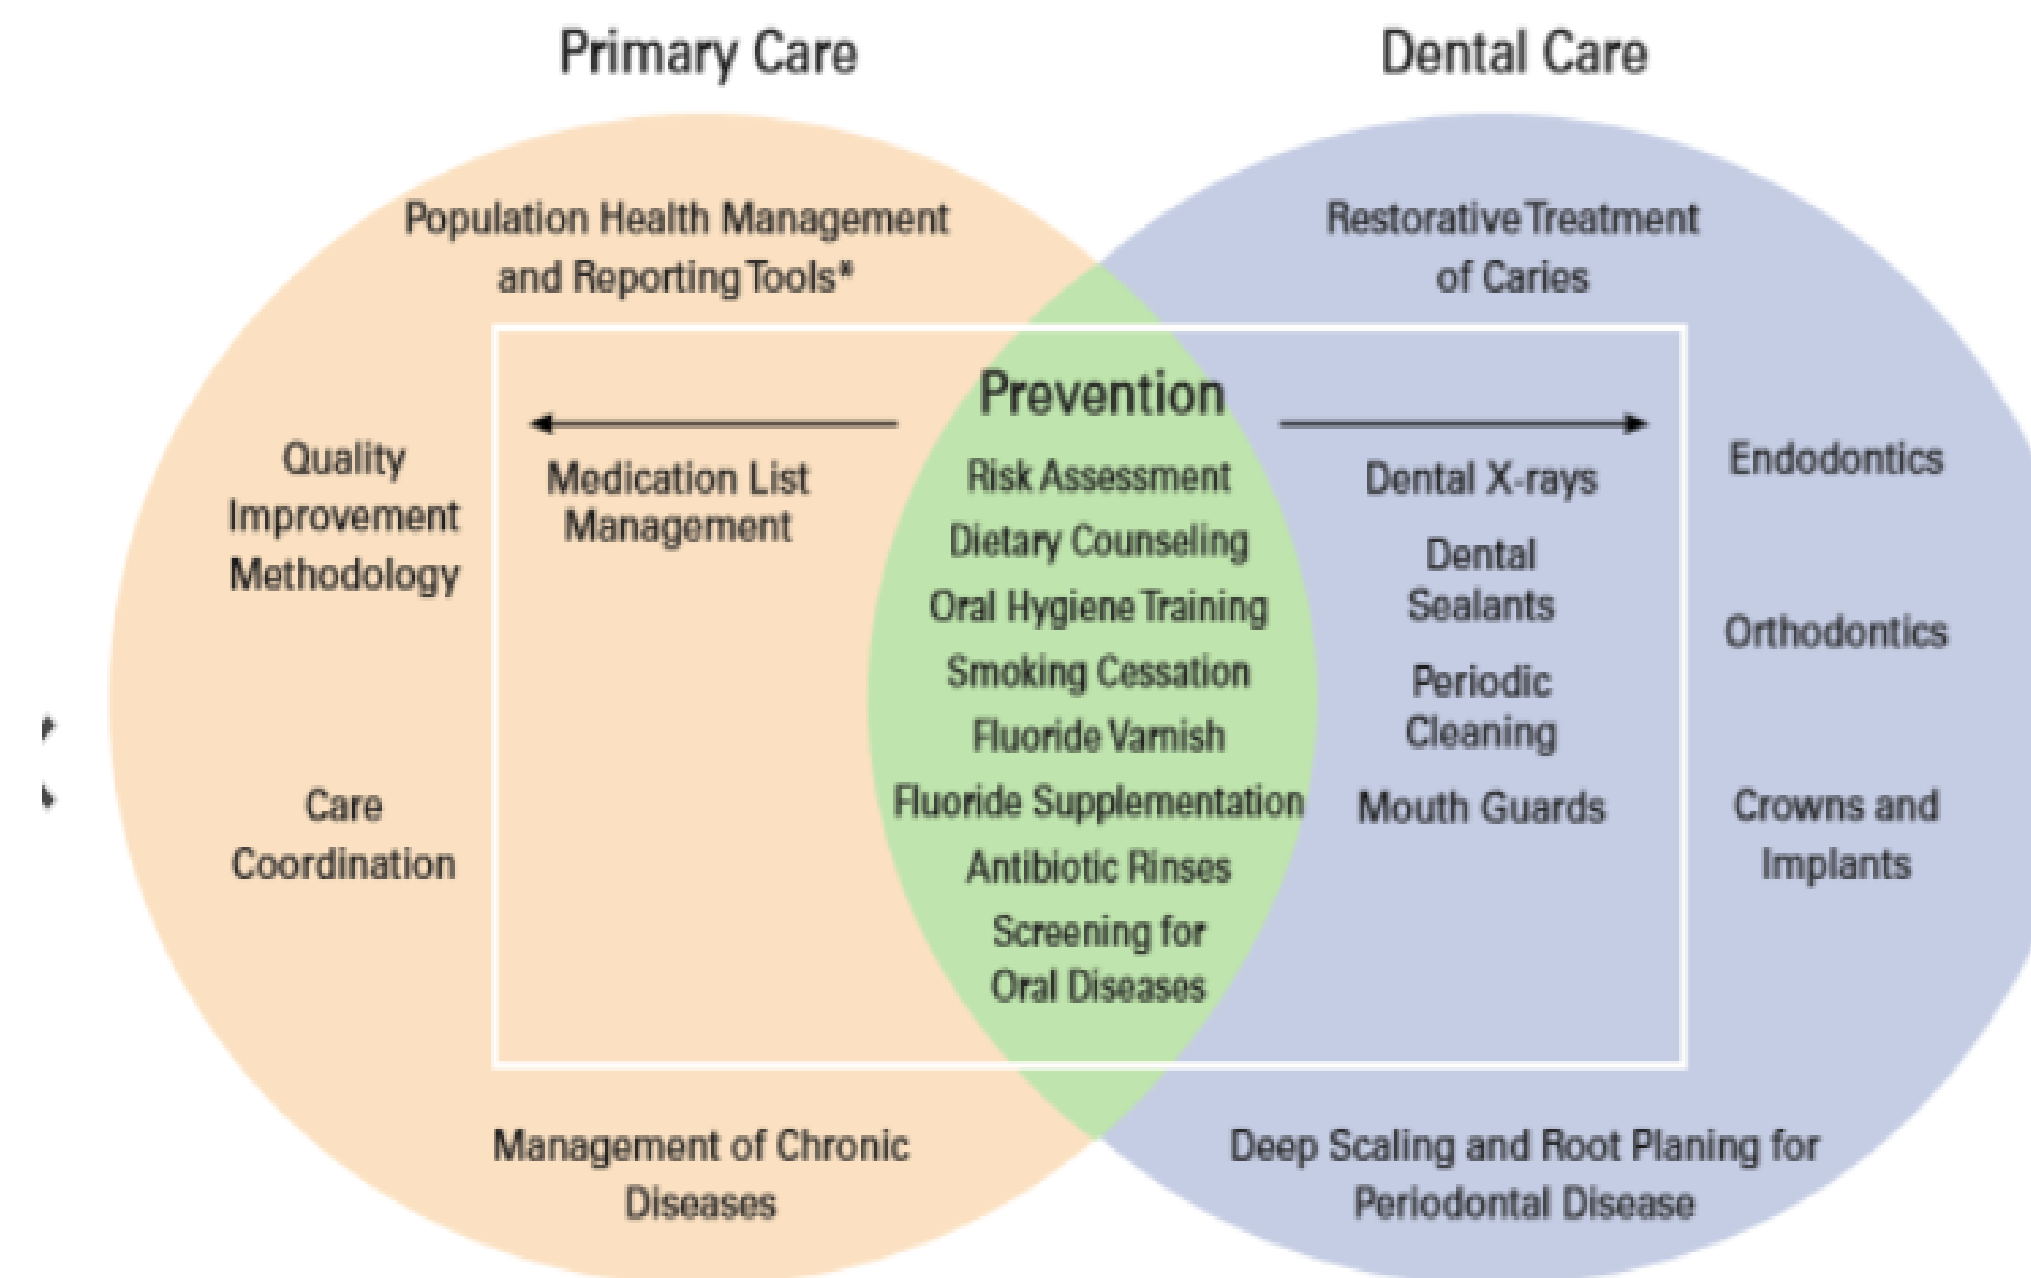 Primary Care
Dental Care
Population Health Management
and Reporting Tools*
Restorative Treatment
of Caries
Quality
Improvement
Methodology
Care
Coordination
Medication List
Management
Prevention
Risk Assessment
Dietary Counseling
Oral Hygiene Training
Smoking Cessation
Fluoride Varnish
Fluoride Supplementation
Antibiotic Rinses
Screening for
Oral Diseases
Dental X-rays
Dental
Sealants
Periodic
Cleaning
Mouth Guards
Endodontics
Orthodontics
Crowns and
Implants
Management of Chronic
Diseases
Deep Scaling and Root Planing for
Periodontal Disease